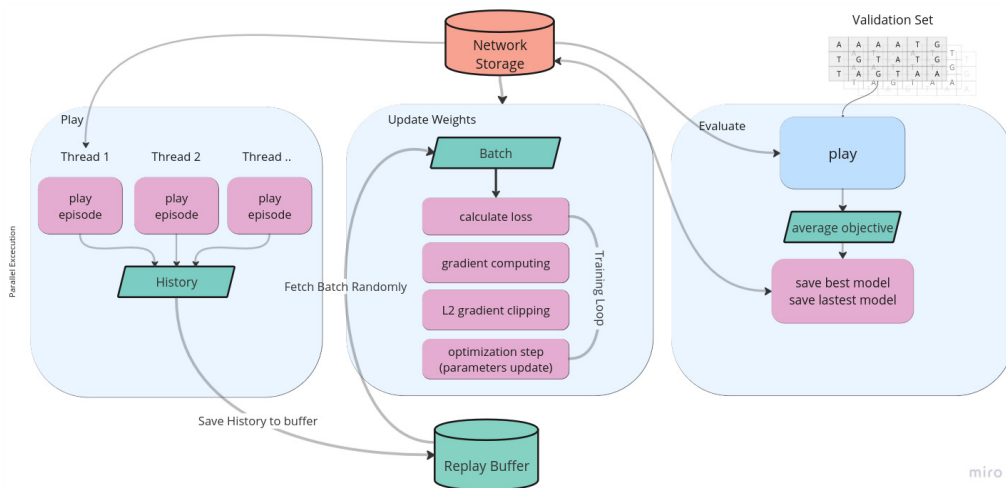 Network
Storage
Validation Set
A A A A T G
T G T A T G
T A G T A A
Play
Update Weights
Evaluate
Thread 1
Thread 2
Thread ..
Batch
play
play
episode
play
episode
play
episode
calculate loss
average objective
gradient computing
History
Fetch Batch Randomly
Training Loop
Parallel Excecution
save best model
save lastest model
L2 gradient clipping
optimization step
(parameters update)
Save History to buffer
Replay Buffer
miro